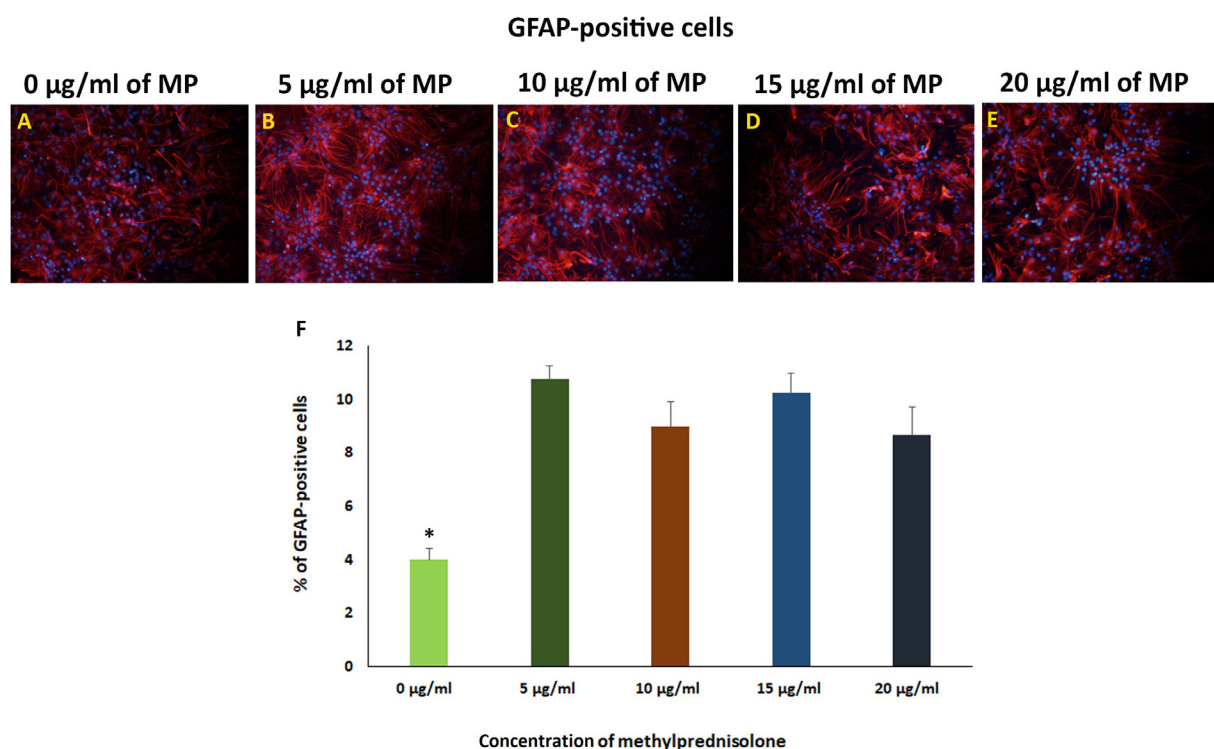 GFAP-positive cells
0 µg/ml of MP
5 µg/ml of MP
10 µg/ml of MP
15 µg/ml of MP
20 µg/ml of MP
A
B
C
D
E
F
12
10
8
6
4
2
0
% of GFAP-positive cells
*
0 µg/ml
5 µg/ml
10 µg/ml
15 µg/ml
20 µg/ml
Concentration of methylprednisolone